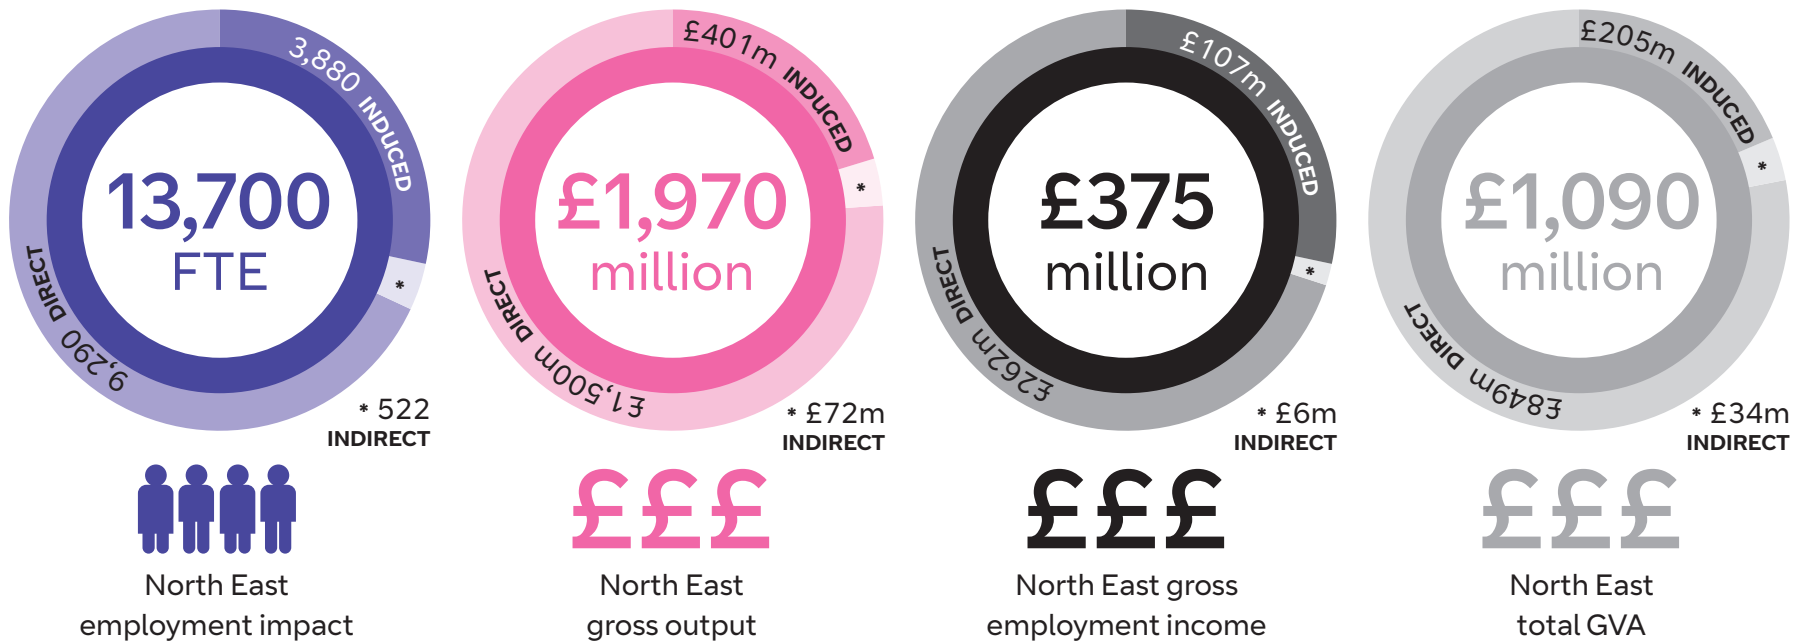 3,880 INDUCED
13,700
FTE
9,290 DIRECT
*
* 522
INDIRECT
North East
employment impact
£401m INDUCED
*
£1,970
million
£1,500m DIRECT
* £72m
INDIRECT
£££
North East
gross output
£107m INDUCED
£375
million
*
£262m DIRECT
* £6m
INDIRECT
£££
North East gross
employment income
£205m INDUCED
*
£1,090
million
£849m DIRECT
* £34m
INDIRECT
£££
North East
total GVA